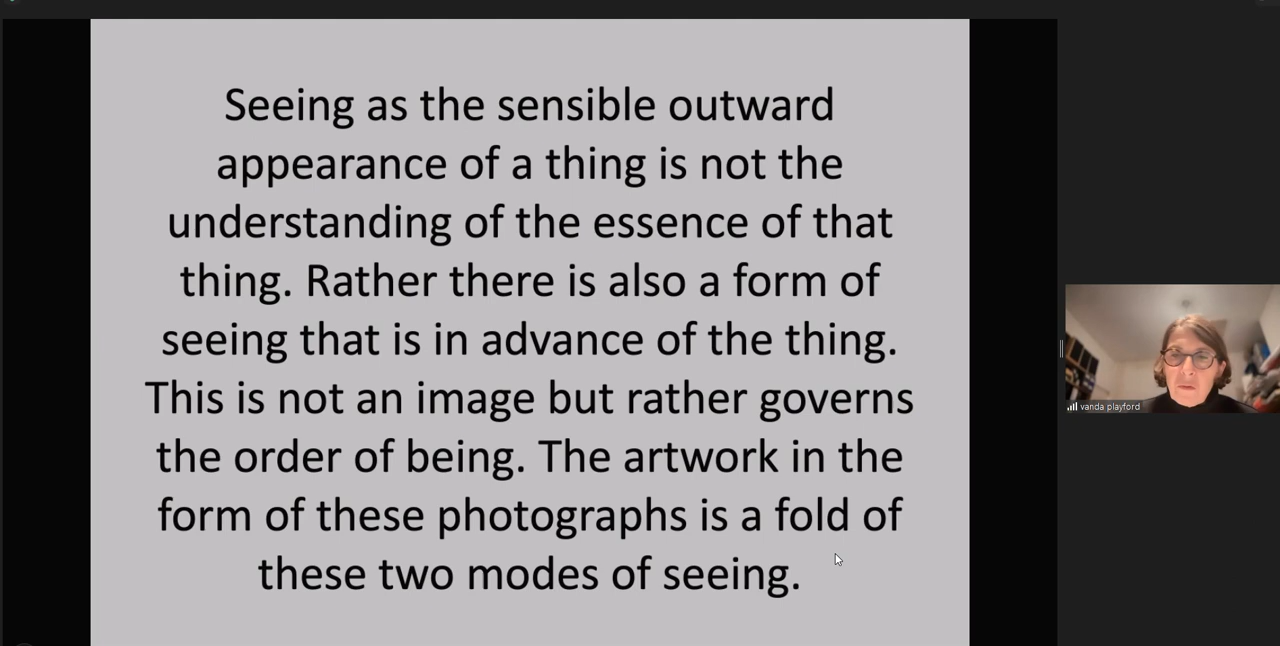 Seeing as the sensible outward
appearance of a thing is not the
understanding of the essence of that
thing. Rather there is also a form of
seeing that is in advance of the thing.
This is not an image but rather governs
the order of being. The artwork in the
form of these photographs is a fold of
these two modes of seeing.
vanda playford